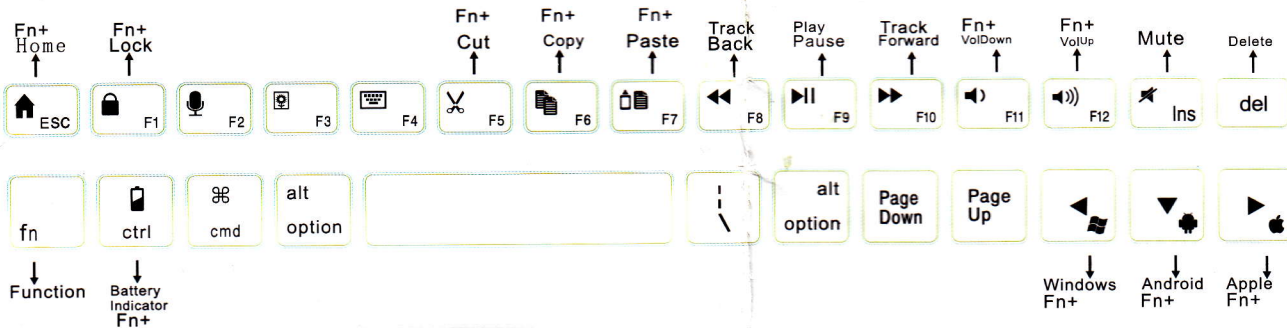 Fn+ Home
Fn+ Lock
Fn+ Cut
Fn+ Copy
Fn+ Paste
Track Back
Play Pause
Track Forward
Fn+ VolDown
Fn+ VolUp
Mute
Delete
ESC F1 F2 F3 F4 F5 F6 F7 F8 F9 F10 F11 F12 Ins del
fn
ctrl
⌘ cmd
alt option
¦ \
alt option
Page Down
Page Up
Function
Battery Indicator Fn+
Windows Fn+
Android Fn+
Apple Fn+